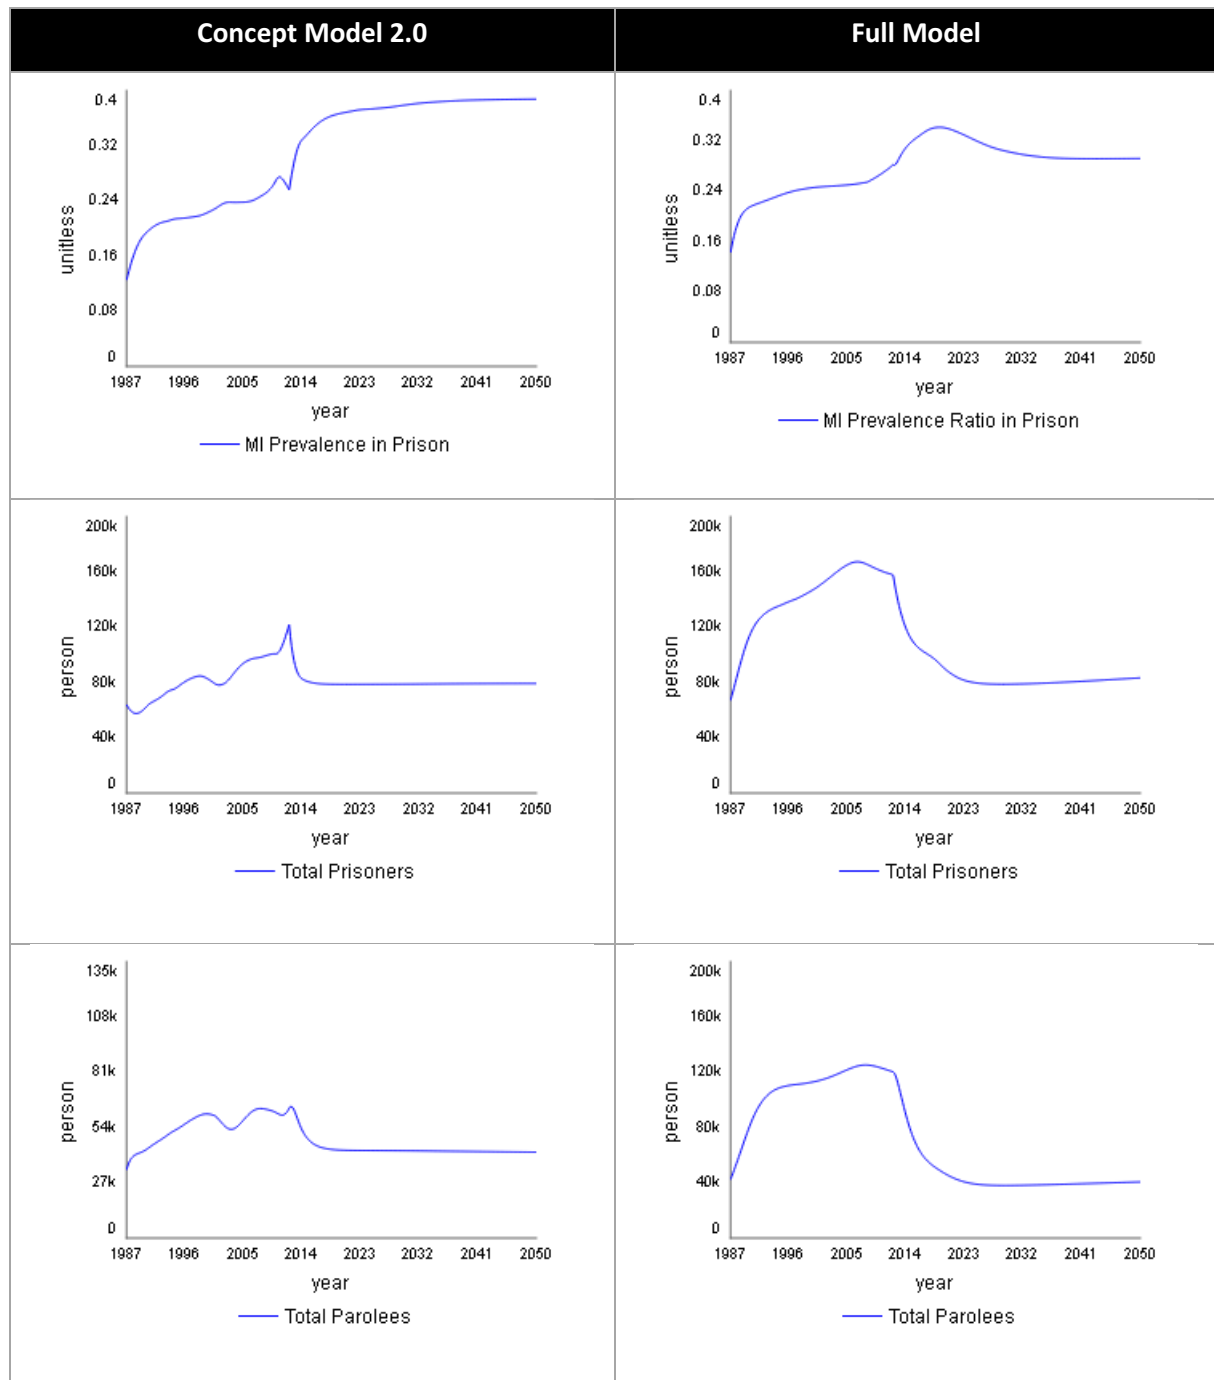 Concept Model 2.0
Full Model
0.4
0.32
0.24
0.16
0.08
0
unitless
1987 1996 2005 2014 2023 2032 2041 2050
year
MI Prevalence in Prison
0.4
0.32
0.24
0.16
0.08
0
unitless
1987 1996 2005 2014 2023 2032 2041 2050
year
MI Prevalence Ratio in Prison
200k
160k
120k
80k
40k
0
person
1987 1996 2005 2014 2023 2032 2041 2050
year
Total Prisoners
200k
160k
120k
80k
40k
0
person
1987 1996 2005 2014 2023 2032 2041 2050
year
Total Prisoners
135k
108k
81k
54k
27k
0
person
1987 1996 2005 2014 2023 2032 2041 2050
year
Total Parolees
200k
160k
120k
80k
40k
0
person
1987 1996 2005 2014 2023 2032 2041 2050
year
Total Parolees